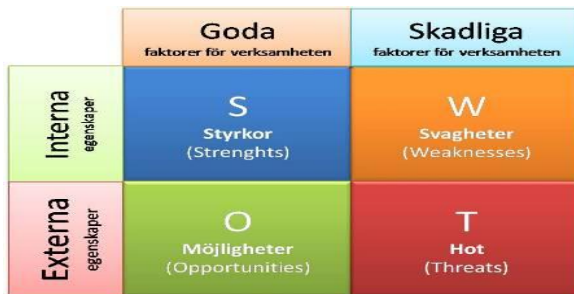 Goda
faktorer för verksamheten
Skadliga
faktorer för verksamheten
Interna
egenskaper
S
Styrkor
(Strenghts)
W
Svagheter
(Weaknesses)
Externa
egenskaper
O
Möjligheter
(Opportunities)
T
Hot
(Threats)